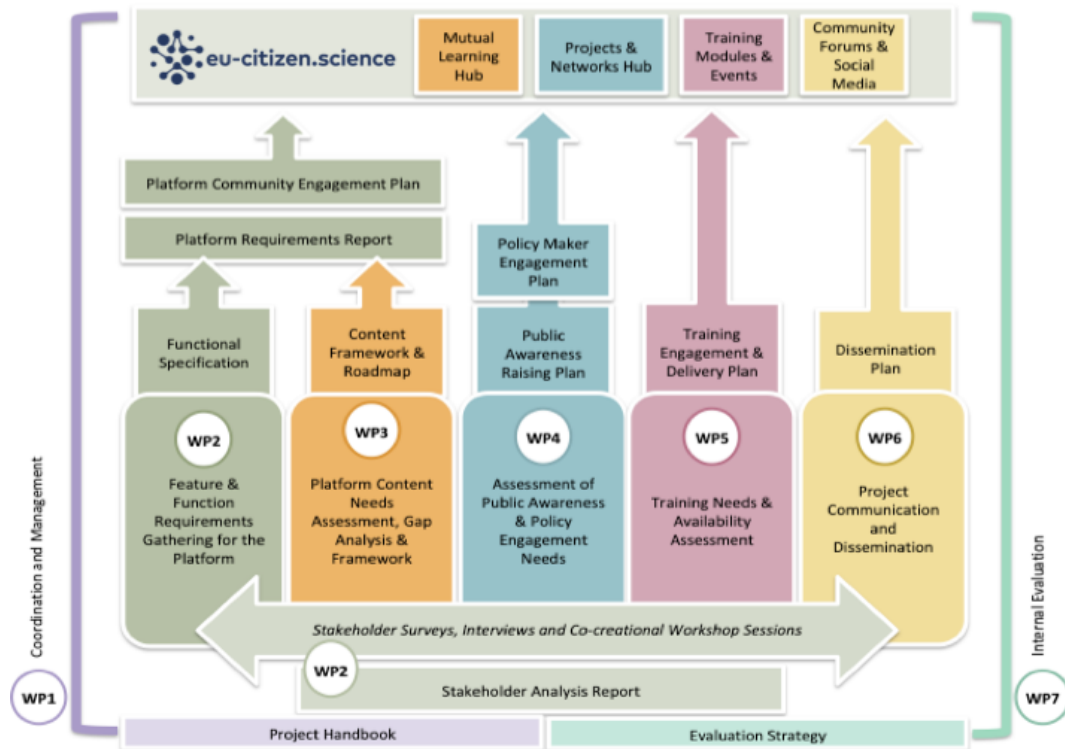 eu-citizen.science
Mutual
Learning
Hub
Projects &
Networks Hub
Training
Modules &
Events
Community
Forums &
Social
Media
Platform Community Engagement Plan
Platform Requirements Report
Policy Maker
Engagement
Plan
Functional
Specification
Content
Framework &
Roadmap
Public
Awareness
Raising Plan
Training
Engagement &
Delivery Plan
Dissemination
Plan
WP2
Feature &
Function
Requirements
Gathering for the
Platform
WP3
Platform Content
Needs
Assessment, Gap
Analysis &
Framework
WP4
Assessment of
Public Awareness
& Policy
Engagement
Needs
WP5
Training Needs &
Availability
Assessment
WP6
Project
Communication
and
Dissemination
Stakeholder Surveys, Interviews and Co-creational Workshop Sessions
WP2
Stakeholder Analysis Report
Project Handbook
Evaluation Strategy
Coordination and Management
WP1
Internal Evaluation
WP7